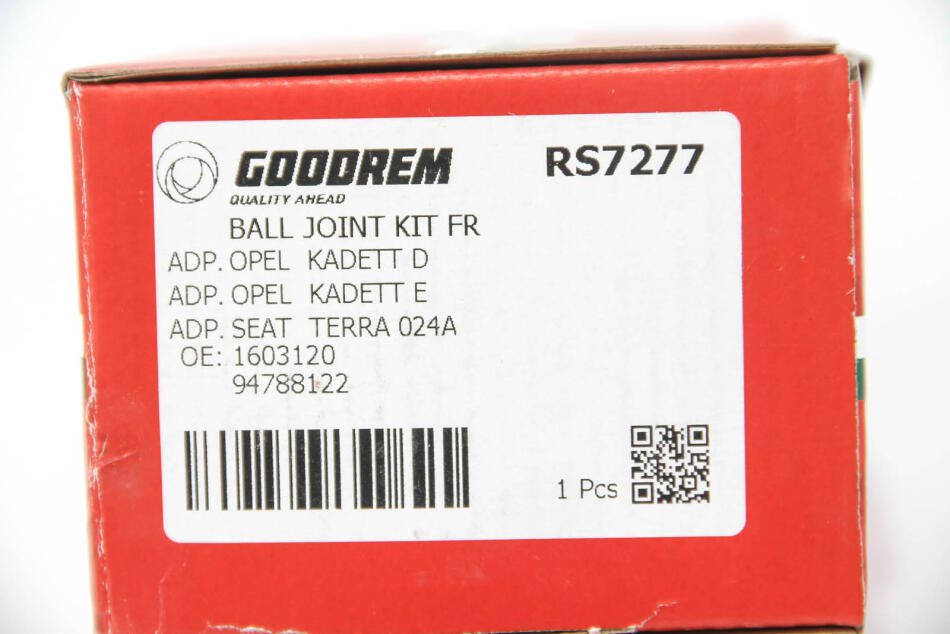 GOODREM
QUALITY AHEAD
RS7277
BALL JOINT KIT FR
ADP. OPEL KADETT D
ADP. OPEL KADETT E
ADP. SEAT TERRA 024A
OE: 1603120
94788122
1 Pcs